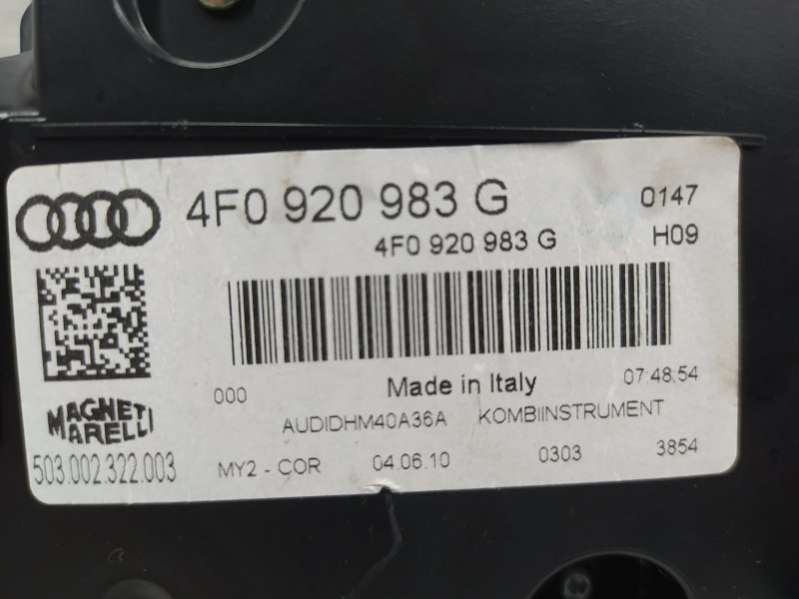 4F0 920 983 G 0147
4F0 920 983 G H09
000 Made in Italy 07:48:54
MAGNETI MARELLI
AUDIDHM40A36A KOMBIINSTRUMENT
503.002.322.003 MY2 - COR 04.06.10 0303 3854